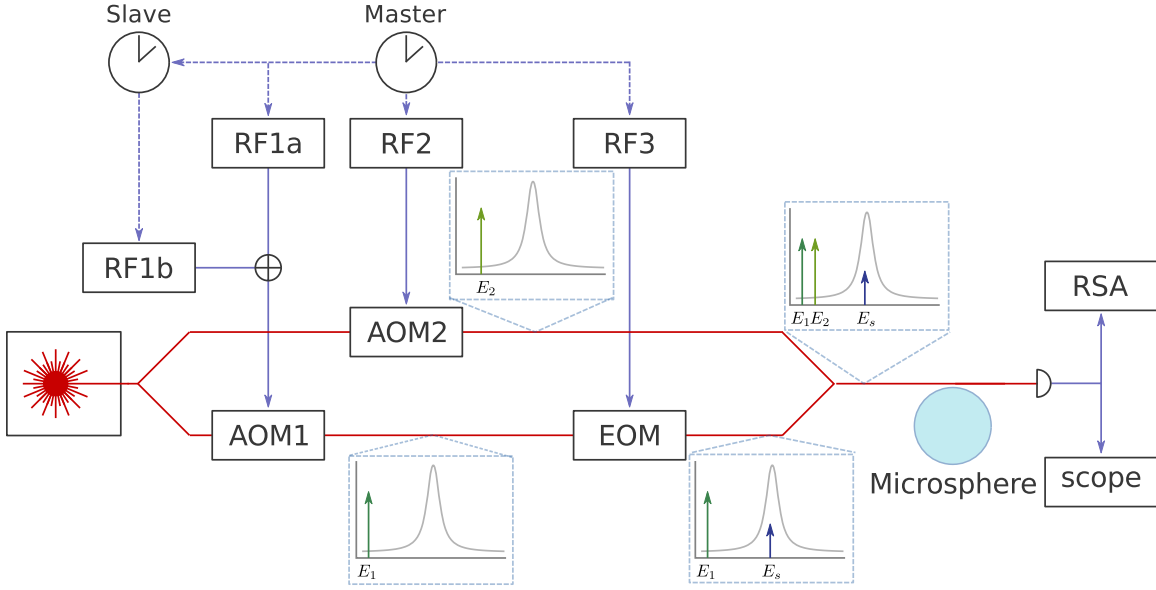 Slave
Master
RF1a
RF2
RF3
RF1b
E2
E1E2
Es
RSA
AOM2
AOM1
EOM
Microsphere
scope
E1
E1
Es